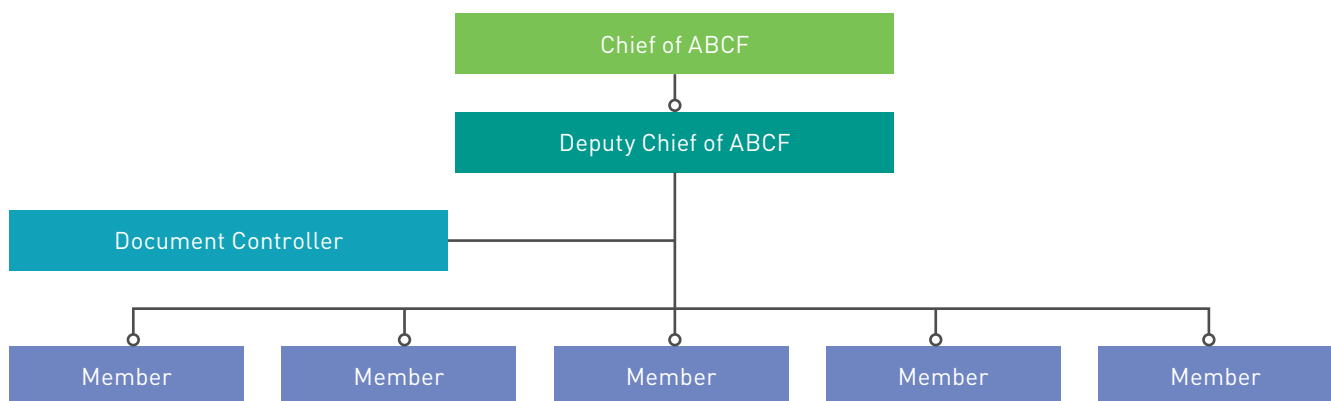 Chief of ABCF
Deputy Chief of ABCF
Document Controller
Member
Member
Member
Member
Member